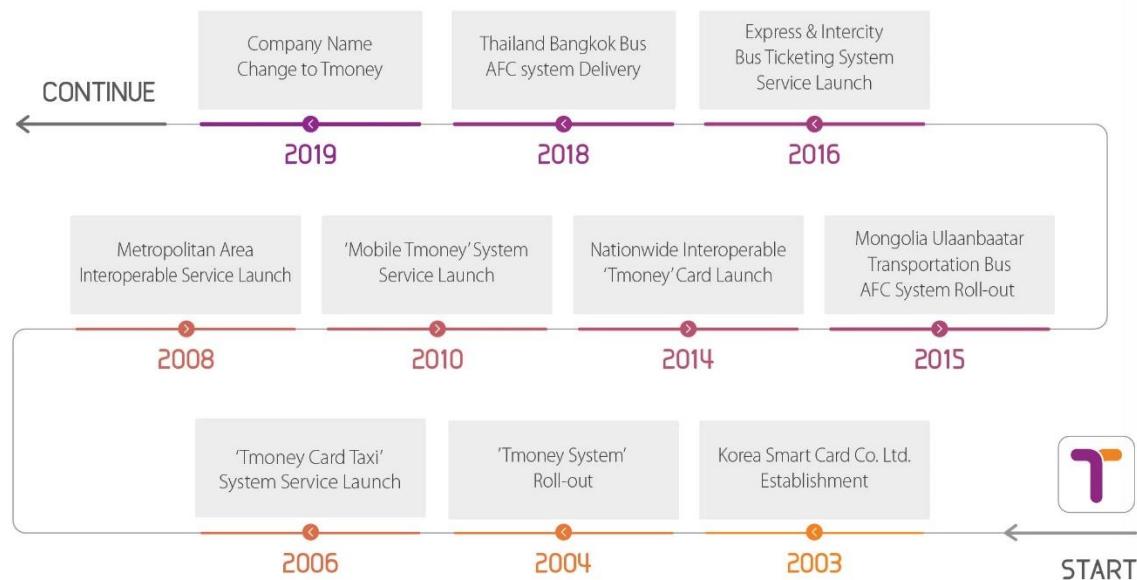 Company Name
Change to Tmoney
Thailand Bangkok Bus
AFC system Delivery
Express & Intercity
Bus Ticketing System
Service Launch
CONTINUE
2019
2018
2016
Metropolitan Area
Interoperable Service Launch
'Mobile Tmoney' System
Service Launch
Nationwide Interoperable
'Tmoney' Card Launch
Mongolia Ulaanbaatar
Transportation Bus
AFC System Roll-out
2008
2010
2014
2015
'Tmoney Card Taxi'
System Service Launch
'Tmoney System'
Roll-out
Korea Smart Card Co. Ltd.
Establishment
T
2006
2004
2003
START